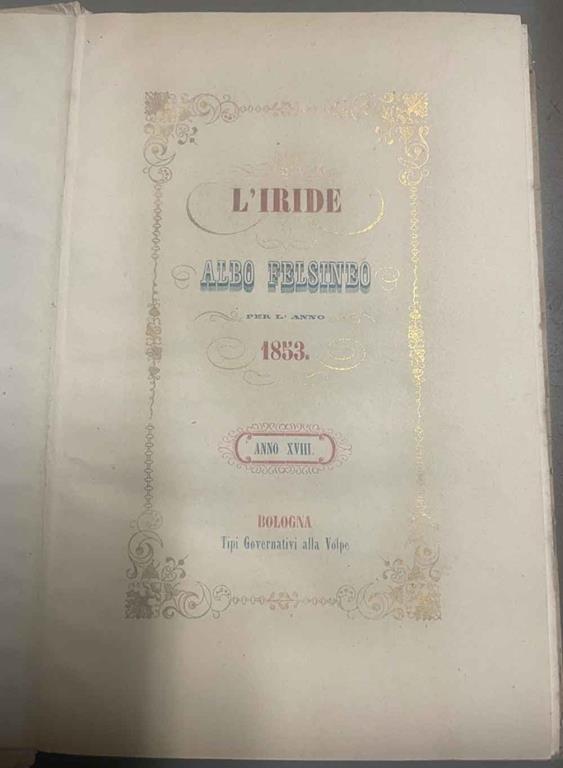 L'IRIDE
ALBO FELSINEO
PER L' ANNO
1853.
ANNO XVIII.
BOLOGNA
Tipi Governativi alla Volpe